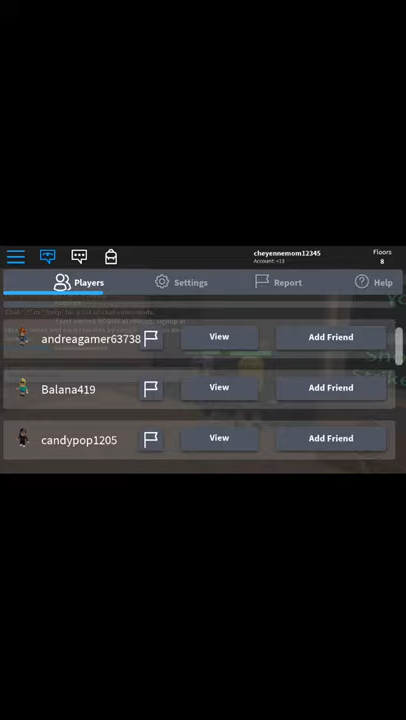 cheyennemom12345
Account: <13
Floors
8
Players
Settings
Report
Help
andreagamer63738
View
Add Friend
Balana419
View
Add Friend
candypop1205
View
Add Friend